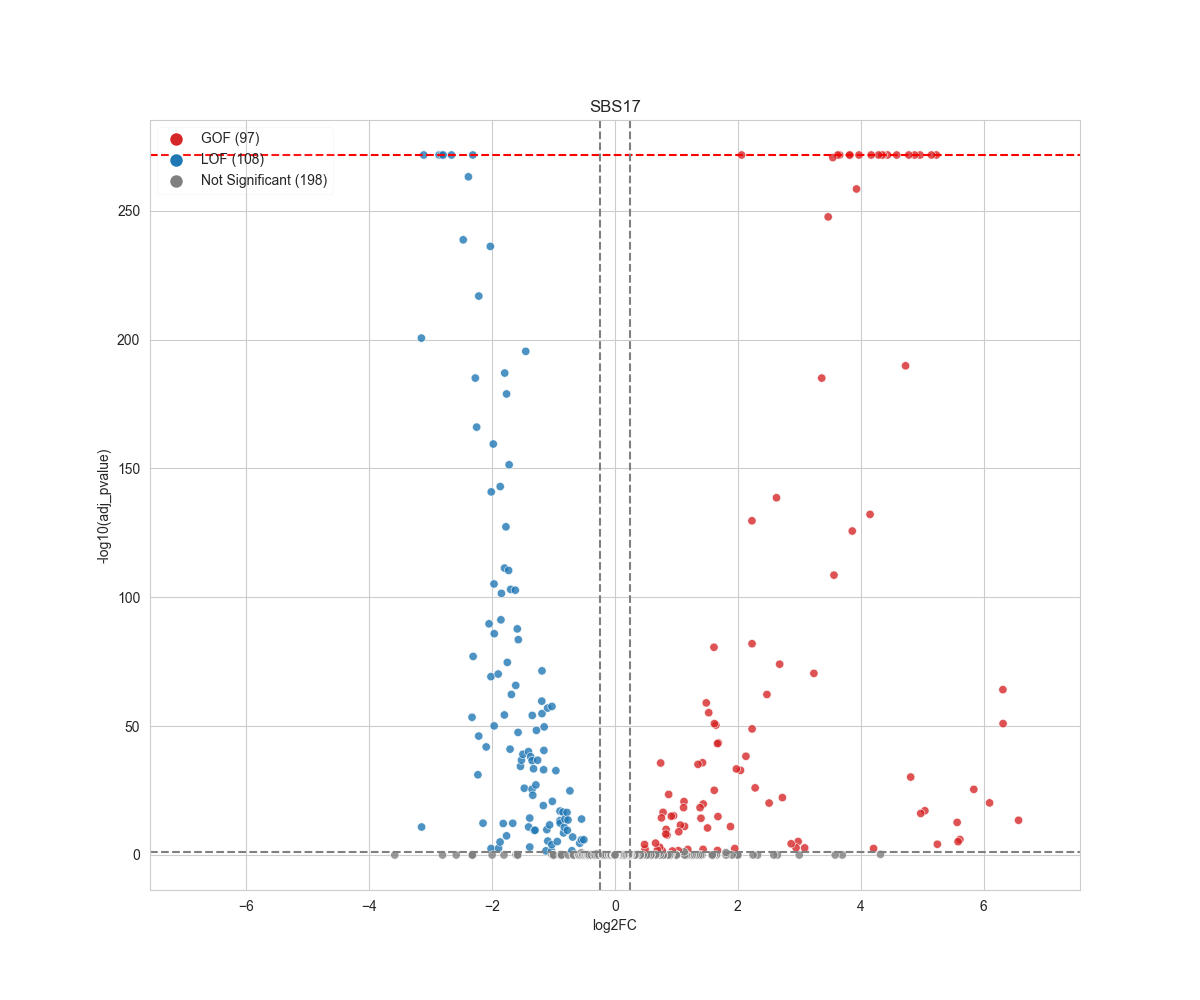 SBS17
GOF (97)
LOF (108)
Not Significant (198)
250
200
150
100
50
0
-log10(adj_pvalue)
−6 −4 −2 0 2 4 6
log2FC